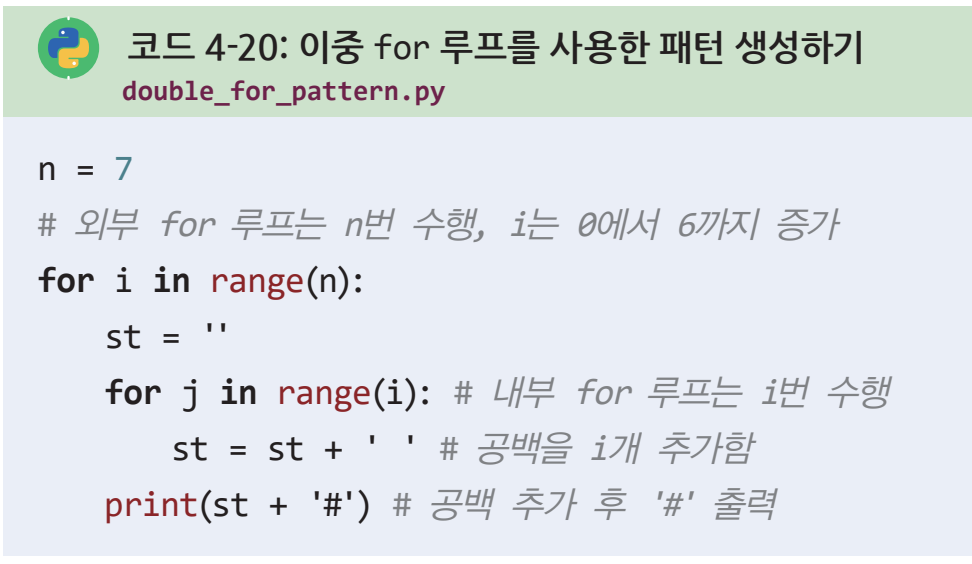 코드 4-20: 이중 for 루프를 사용한 패턴 생성하기
double_for_pattern.py
n = 7
# 외부 for 루프는 n번 수행, i는 0에서 6까지 증가
for i in range(n):
    st = ''
    for j in range(i): # 내부 for 루프는 i번 수행
        st = st + ' ' # 공백을 i개 추가함
    print(st + '#') # 공백 추가 후 '#' 출력